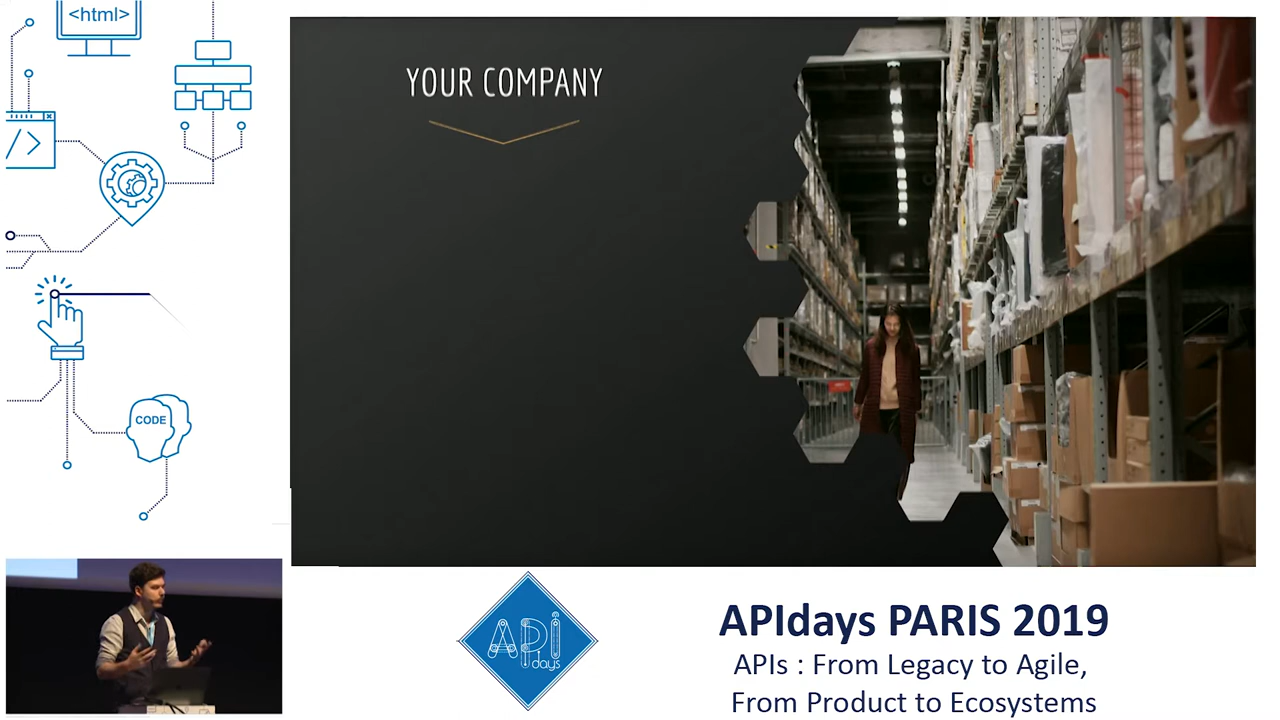 <html>
YOUR COMPANY
</>
CODE
API
days
APIdays PARIS 2019
APIs : From Legacy to Agile,
From Product to Ecosystems